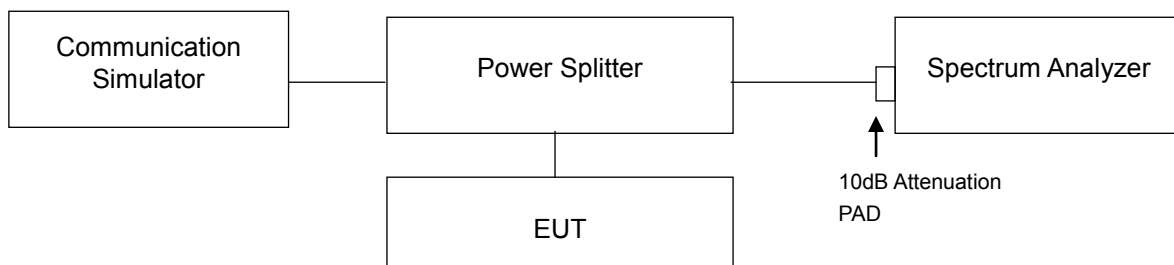 Communication
Simulator
Power Splitter
Spectrum Analyzer
10dB Attenuation
PAD
EUT